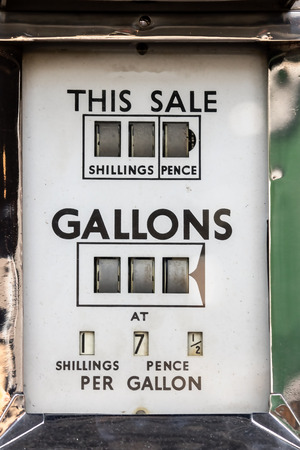 THIS SALE
SHILLINGS PENCE
GALLONS
AT
1 7 ½
SHILLINGS PENCE
PER GALLON